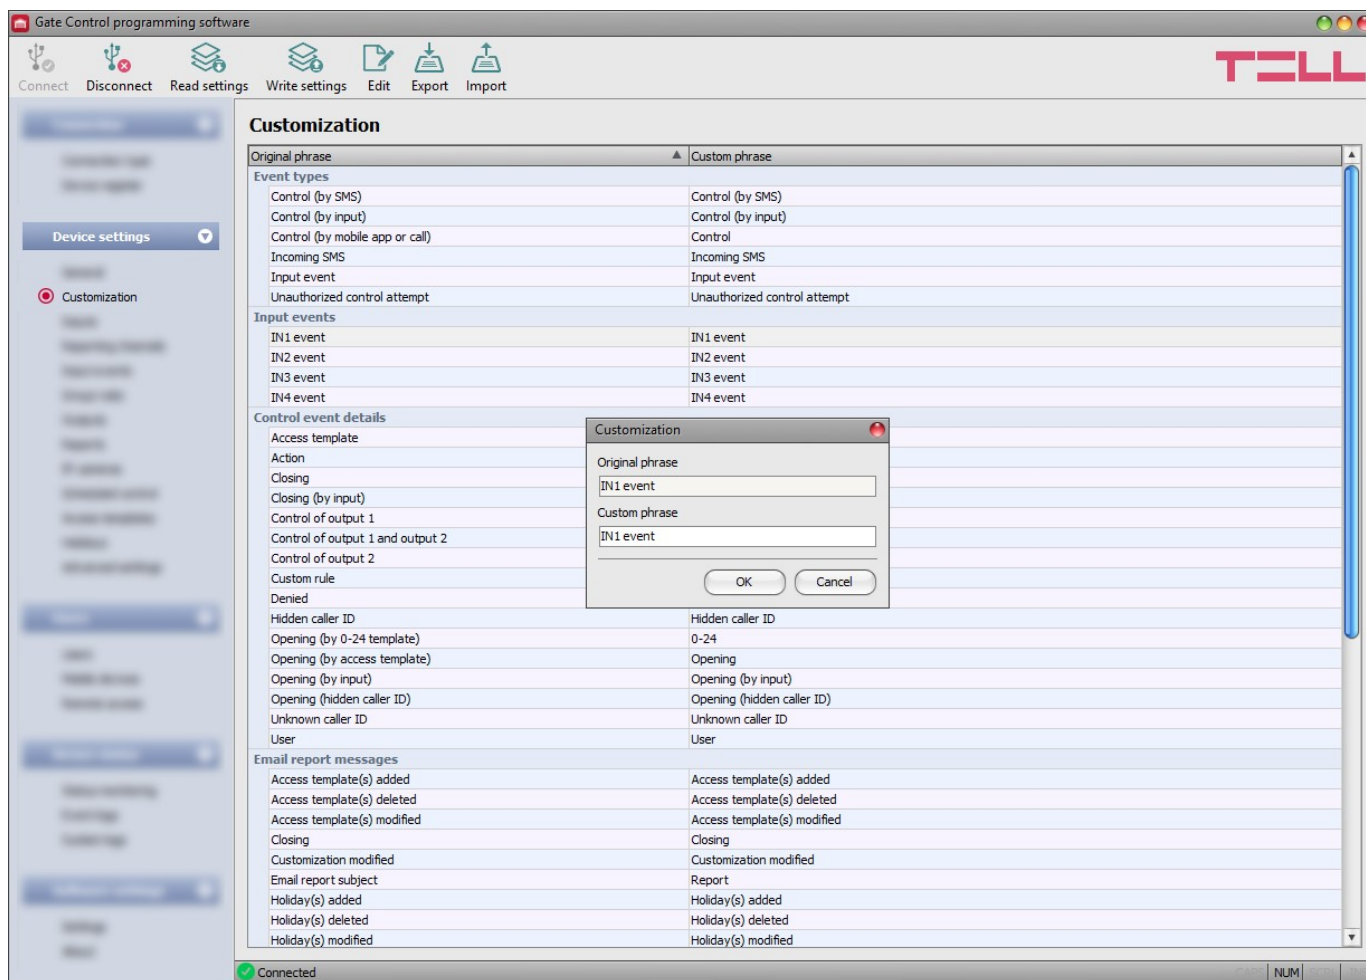 Gate Control programming software
Connect Disconnect Read settings Write settings Edit Export Import
TELL
Device settings
Customization
Customization
Original phrase Custom phrase
Event types
Control (by SMS) Control (by SMS)
Control (by input) Control (by input)
Control (by mobile app or call) Control
Incoming SMS Incoming SMS
Input event Input event
Unauthorized control attempt Unauthorized control attempt
Input events
IN1 event IN1 event
IN2 event IN2 event
IN3 event IN3 event
IN4 event IN4 event
Control event details
Access template
Action
Closing
Closing (by input)
Control of output 1
Control of output 1 and output 2
Control of output 2
Custom rule
Denied
Hidden caller ID Hidden caller ID
Opening (by 0-24 template) 0-24
Opening (by access template) Opening
Opening (by input) Opening (by input)
Opening (hidden caller ID) Opening (hidden caller ID)
Unknown caller ID Unknown caller ID
User User
Email report messages
Access template(s) added Access template(s) added
Access template(s) deleted Access template(s) deleted
Access template(s) modified Access template(s) modified
Closing Closing
Customization modified Customization modified
Email report subject Report
Holiday(s) added Holiday(s) added
Holiday(s) deleted Holiday(s) deleted
Holiday(s) modified Holiday(s) modified
Customization
Original phrase
IN1 event
Custom phrase
IN1 event
OK Cancel
Connected
CAPS NUM